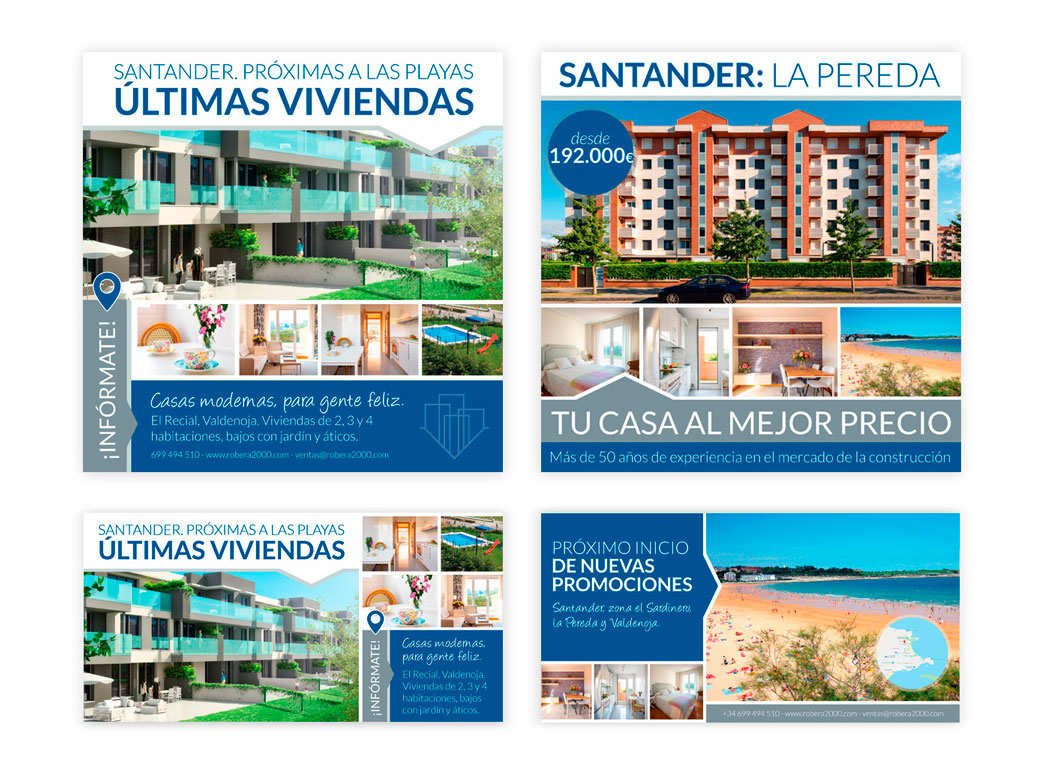 SANTANDER. PRÓXIMAS A LAS PLAYAS
ÚLTIMAS VIVIENDAS
¡INFÓRMATE!
Casas modernas, para gente feliz.
El Recial, Valdenoja. Viviendas de 2, 3 y 4
habitaciones, bajos con jardín y áticos.
699 494 510 - www.robera2000.com - ventas@robera2000.com
SANTANDER: LA PEREDA
desde
192.000€
TU CASA AL MEJOR PRECIO
Más de 50 años de experiencia en el mercado de la construcción
SANTANDER. PRÓXIMAS A LAS PLAYAS
ÚLTIMAS VIVIENDAS
¡INFÓRMATE!
Casas modernas,
para gente feliz.
El Recial, Valdenoja.
Viviendas de 2, 3 y 4
habitaciones, bajos
con jardín y áticos.
PRÓXIMO INICIO
DE NUEVAS
PROMOCIONES
Santander, zona el Sardinero,
la Pereda y Valdenoja.
+34 699 494 510 - www.robera2000.com - ventas@robera2000.com